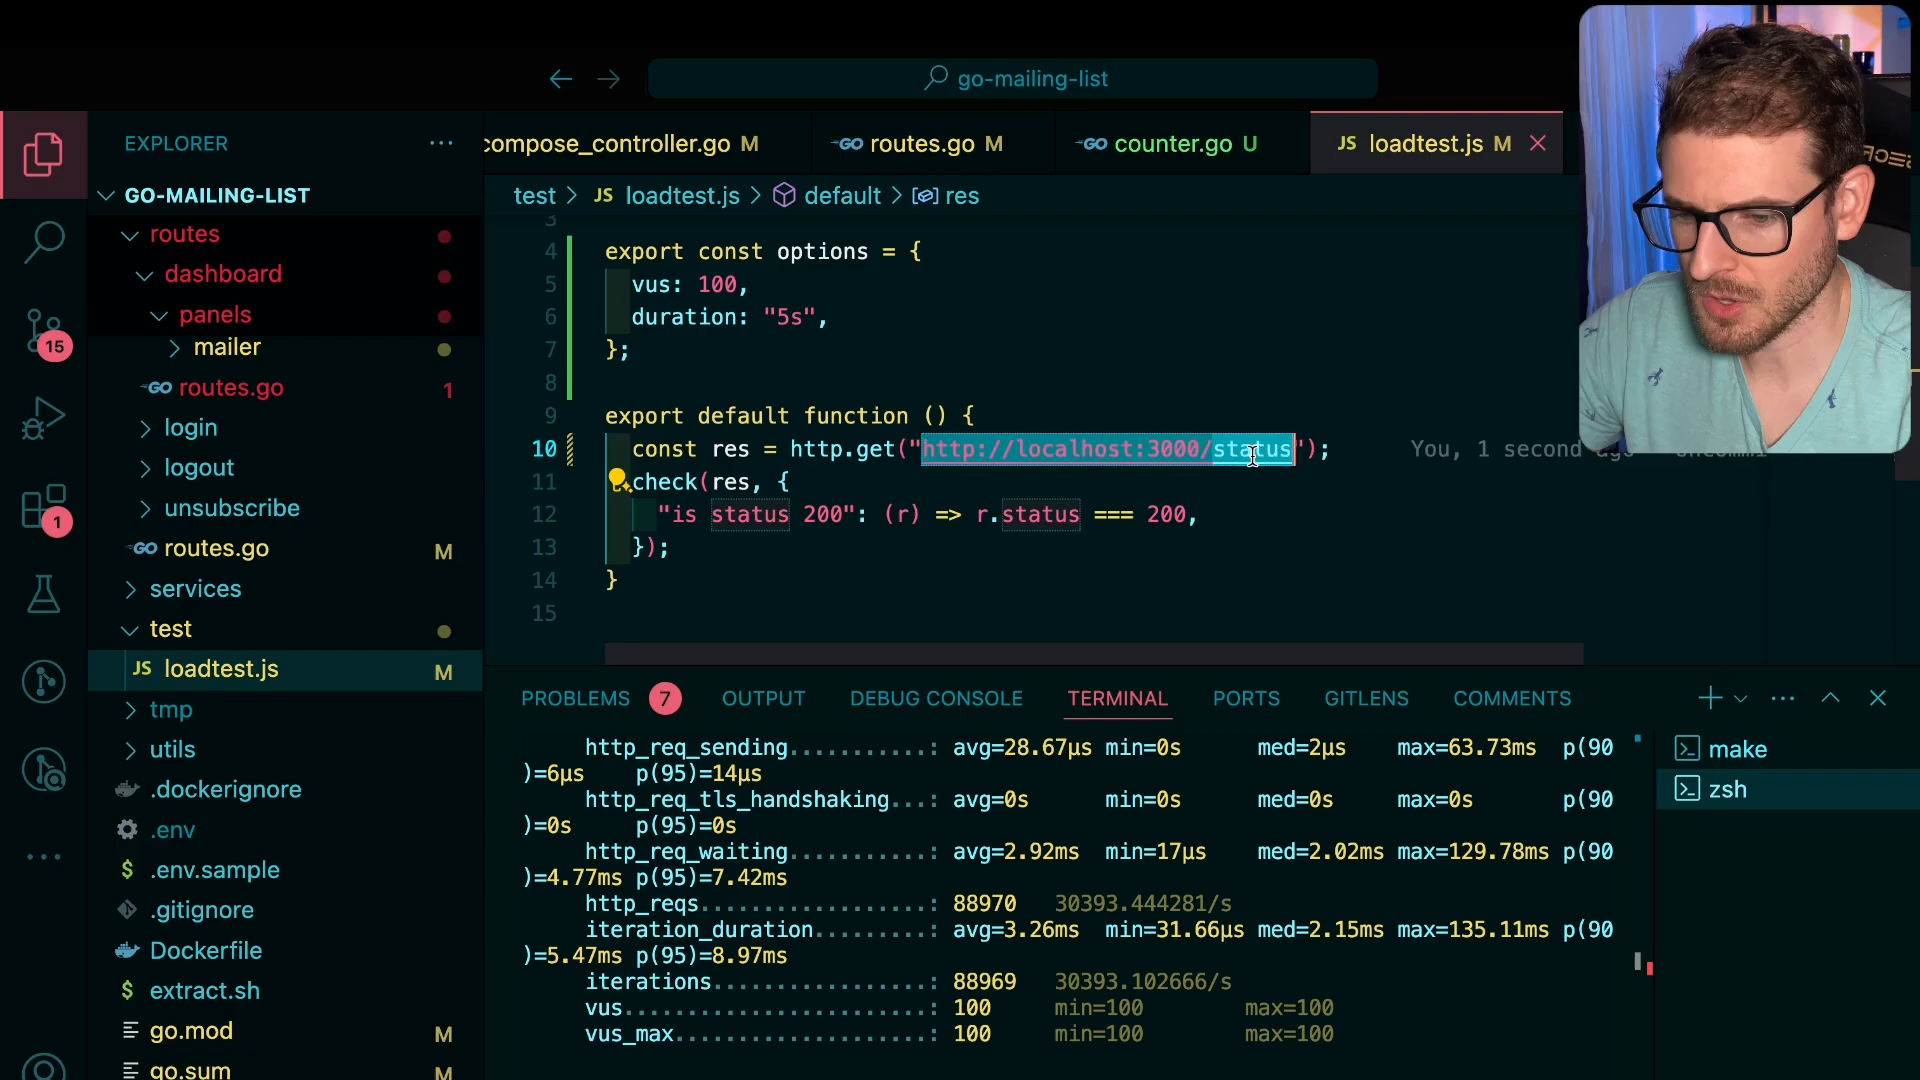 go-mailing-list
EXPLORER
compose_controller.go M
routes.go M
counter.go U
JS loadtest.js M
GO-MAILING-LIST
test > JS loadtest.js > default > res
routes
dashboard
panels
mailer
routes.go 1
login
logout
unsubscribe
routes.go M
services
test
JS loadtest.js M
tmp
utils
.dockerignore
.env
$ .env.sample
.gitignore
Dockerfile
$ extract.sh
go.mod M
go.sum M
15
1
3
4 export const options = {
5 vus: 100,
6 duration: "5s",
7 };
8
9 export default function () {
10 const res = http.get("http://localhost:3000/status"); You, 1 second ago
11 check(res, {
12 "is status 200": (r) => r.status === 200,
13 });
14 }
15
PROBLEMS 7 OUTPUT DEBUG CONSOLE TERMINAL PORTS GITLENS COMMENTS
http_req_sending...........: avg=28.67µs min=0s med=2µs max=63.73ms p(90
)=6µs p(95)=14µs
http_req_tls_handshaking...: avg=0s min=0s med=0s max=0s p(90
)=0s p(95)=0s
http_req_waiting...........: avg=2.92ms min=17µs med=2.02ms max=129.78ms p(90
)=4.77ms p(95)=7.42ms
http_reqs..................: 88970 30393.444281/s
iteration_duration.........: avg=3.26ms min=31.66µs med=2.15ms max=135.11ms p(90
)=5.47ms p(95)=8.97ms
iterations.................: 88969 30393.102666/s
vus........................: 100 min=100 max=100
vus_max....................: 100 min=100 max=100
make
zsh